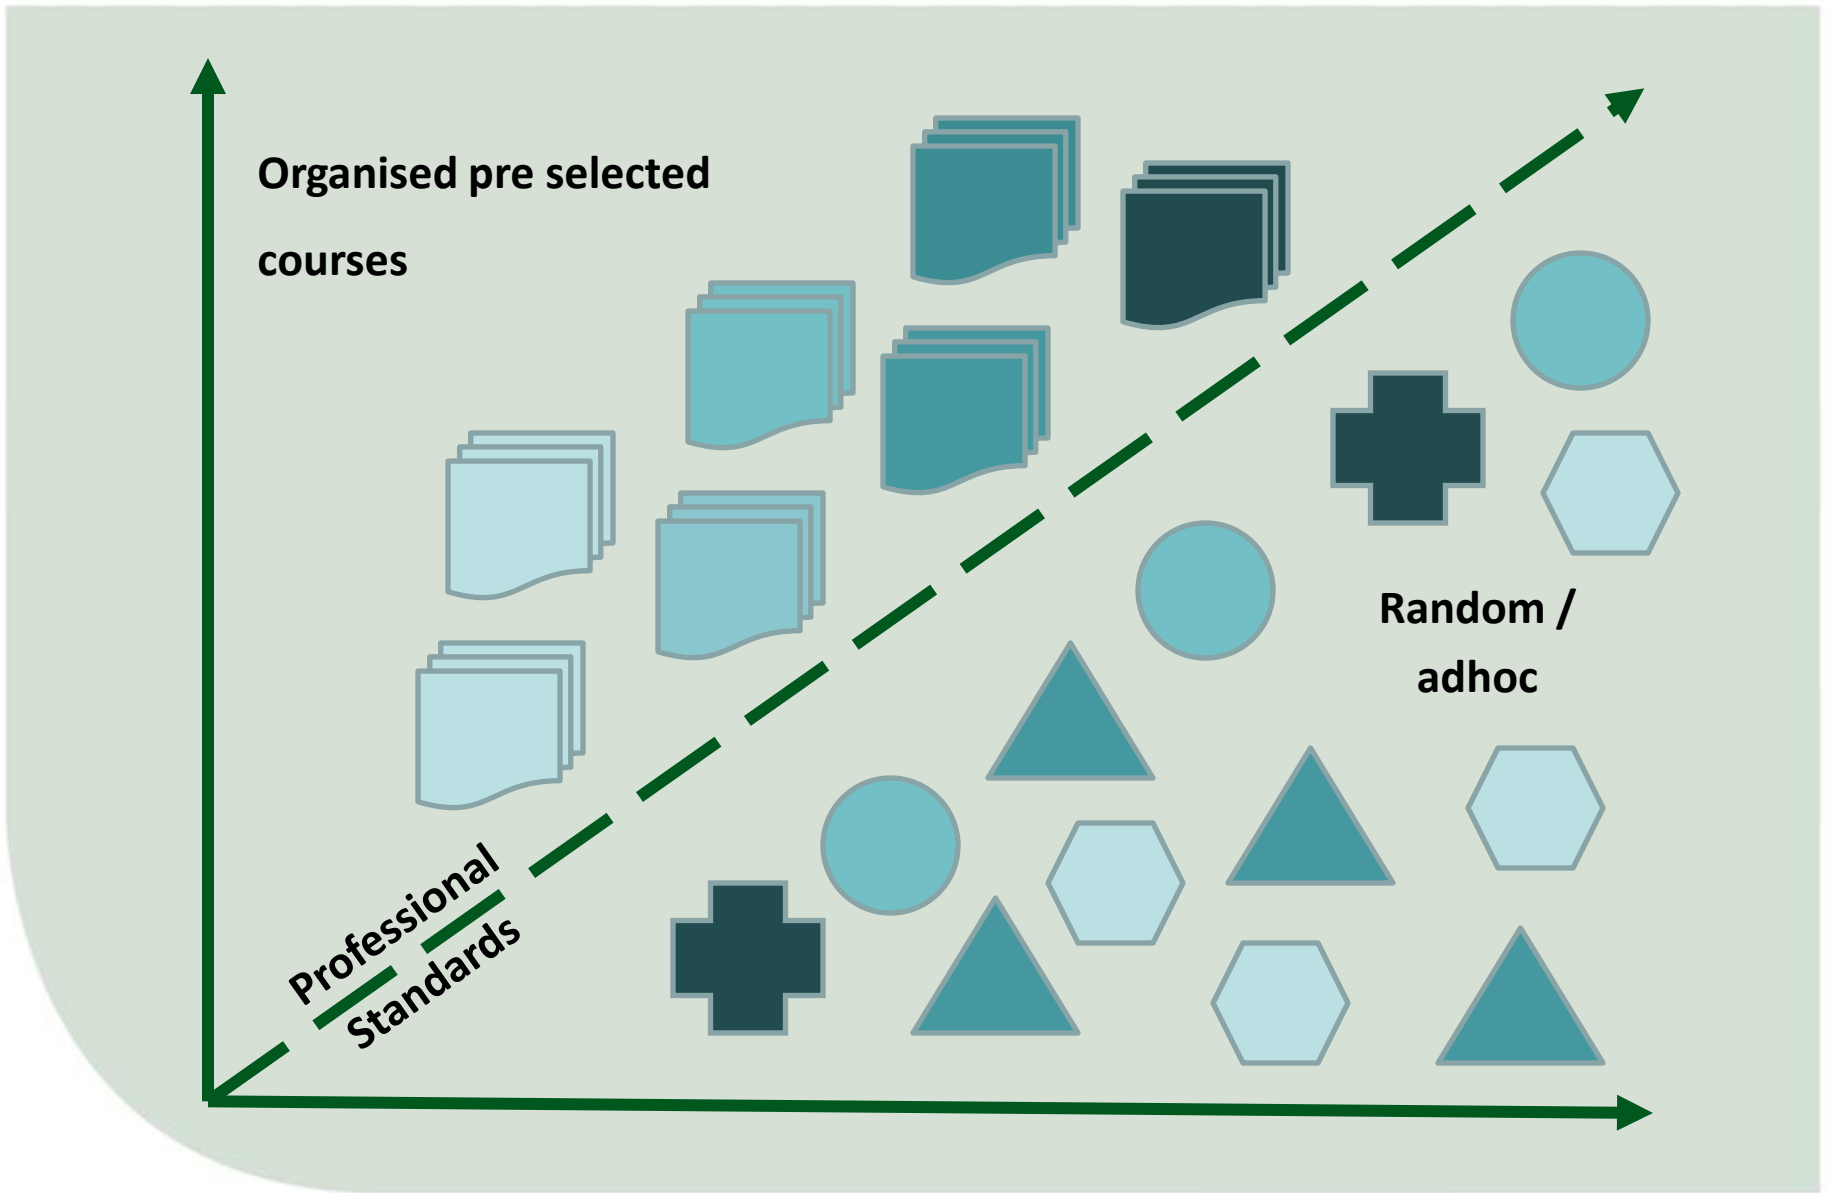 Organised pre selected
courses
Random /
adhoc
Professional
Standards